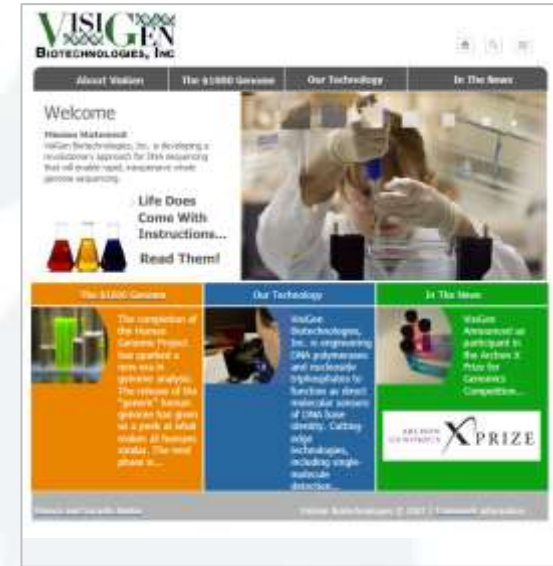 VISIGEN
BIOTECHNOLOGIES, INC
About VisiGen
The $1000 Genome
Our Technology
In The News
Welcome
Mission Statement
VisiGen Biotechnologies, Inc. is developing a
revolutionary approach for DNA sequencing
that will enable rapid, inexpensive whole
genome sequencing.
Life Does
Come With
Instructions...
Read Them!
The $1000 Genome
The completion of
the Human
Genome Project
has sparked a
new era in
genome analysis.
The release of the
"generic" human
genome has given
us a peek at what
makes all humans
similar. The next
phase is...
Our Technology
VisiGen
Biotechnologies,
Inc. is engineering
DNA polymerases
and nucleoside
triphosphates to
function as direct
molecular sensors
of DNA base
identity. Cutting
edge
technologies,
including single-
molecule
detection...
In The News
VisiGen
Announced as
participant in
the Archon X
Prize for
Genomics
Competition...
ARCHON
GENOMICS
X PRIZE
VisiGen Biotechnologies © 2007 |